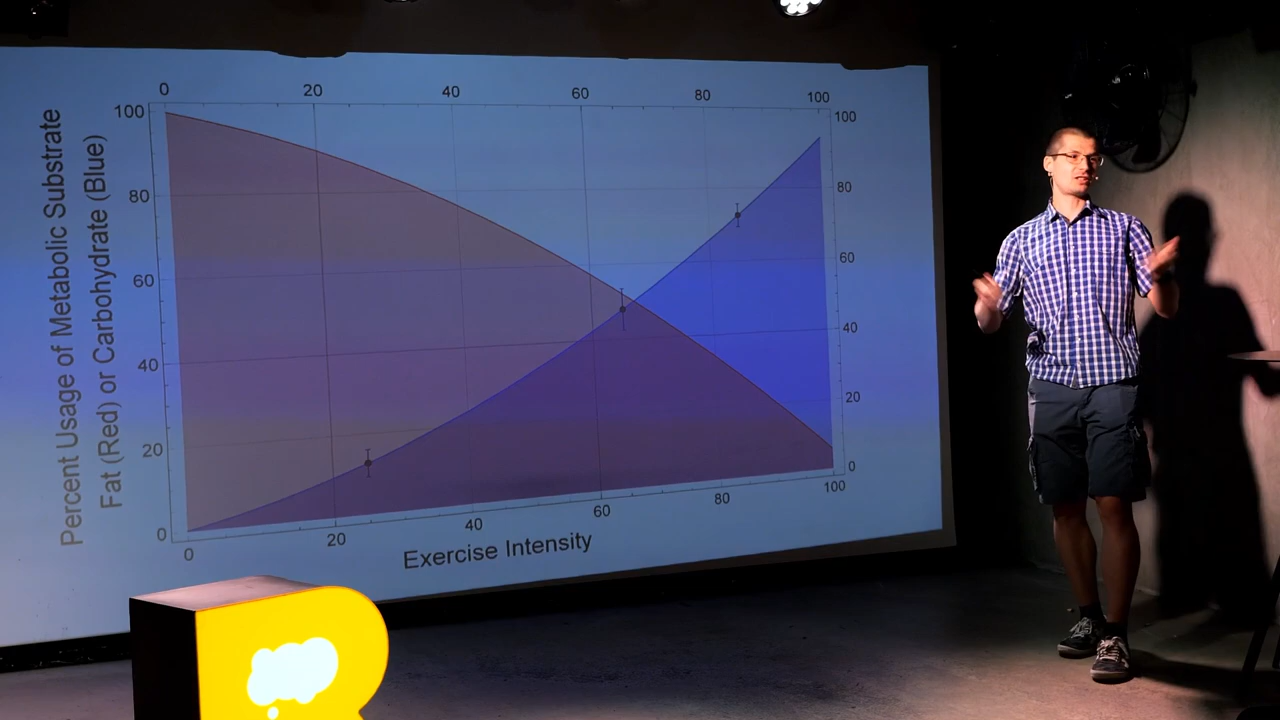 0 20 40 60 80 100
Percent Usage of Metabolic Substrate
Fat (Red) or Carbohydrate (Blue)
100 100
80 80
60 60
40 40
20 20
0 0
0 20 40 60 80 100
Exercise Intensity